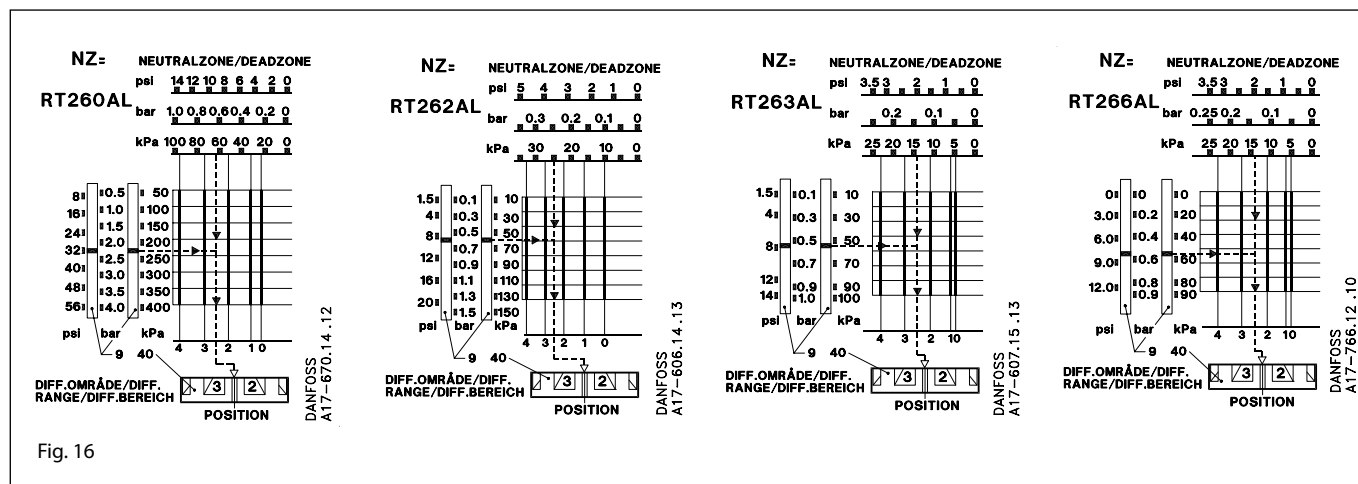 NZ=
NEUTRALZONE/DEADZONE
psi 14 12 10 8 6 4 2 0
RT260AL
bar 1.0 0.8 0.6 0.4 0.2 0
kPa 100 80 60 40 20 0
8 0.5 50
16 1.0 100
1.5 150
24 2.0 200
32 2.5 250
40 3.0 300
48 3.5 350
56 4.0 400
psi bar kPa
4 3 2 1 0
9 40
DIFF.OMRÅDE/DIFF.
RANGE/DIFF.BEREICH
3 2
POSITION
DANFOSS
A17-670.14.12
NZ=
NEUTRALZONE/DEADZONE
psi 5 4 3 2 1 0
RT262AL
bar 0.3 0.2 0.1 0
kPa 30 20 10 0
1.5 0.1 10
4 0.3 30
8 0.5 50
0.7 70
12 0.9 90
16 1.1 110
20 1.3 130
1.5 150
psi bar kPa
4 3 2 1 0
9 40
DIFF.OMRÅDE/DIFF.
RANGE/DIFF.BEREICH
3 2
POSITION
DANFOSS
A17-606.14.13
NZ=
NEUTRALZONE/DEADZONE
psi 3.5 3 2 1 0
RT263AL
bar 0.2 0.1 0
kPa 25 20 15 10 5 0
1.5 0.1 10
4 0.3 30
8 0.5 50
0.7 70
12 0.9 90
14 1.0 100
psi bar kPa
4 3 2 1 0
9 40
DIFF.OMRÅDE/DIFF.
RANGE/DIFF.BEREICH
3 2
POSITION
DANFOSS
A17-607.15.13
NZ=
NEUTRALZONE/DEADZONE
psi 3.5 3 2 1 0
RT266AL
bar 0.25 0.2 0.1 0
kPa 25 20 15 10 5 0
0 0 0
3.0 0.2 20
6.0 0.4 40
9.0 0.6 60
12.0 0.8 80
0.9 90
psi bar kPa
4 3 2 1 0
9 40
DIFF.OMRÅDE/DIFF.
RANGE/DIFF.BEREICH
3 2
POSITION
DANFOSS
A17-766.12.10
Fig. 16